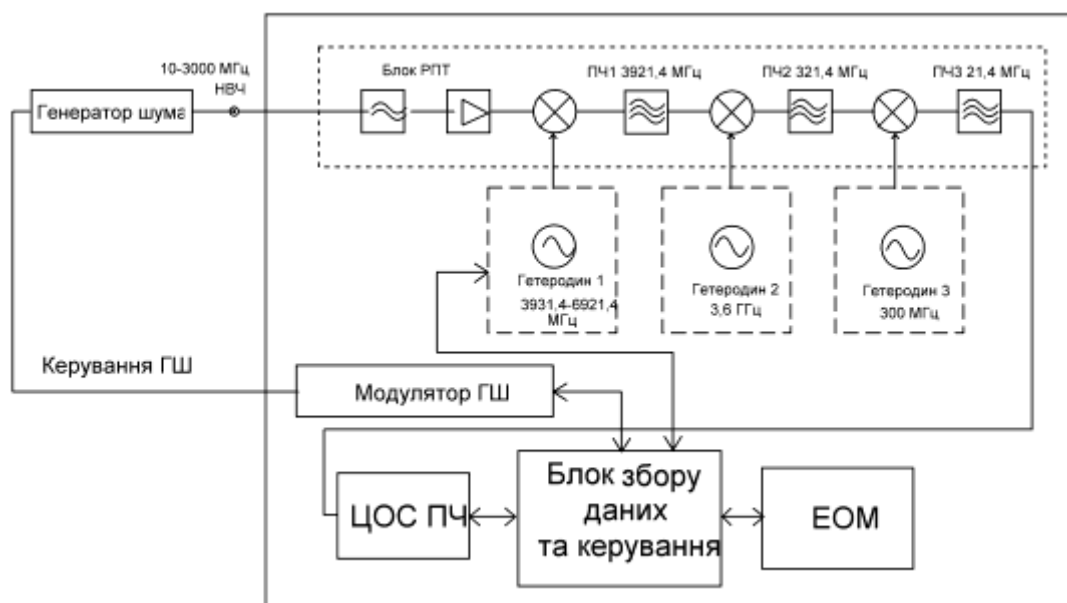 10-3000 МГц
НВЧ
Генератор шума
Блок РПТ
ПЧ1 3921,4 МГц
ПЧ2 321,4 МГц
ПЧ3 21,4 МГц
Гетеродин 1
3931,4-6921,4
МГц
Гетеродин 2
3,6 ГГц
Гетеродин 3
300 МГц
Керування ГШ
Модулятор ГШ
ЦОС ПЧ
Блок збору
даних
та керування
ЕОМ